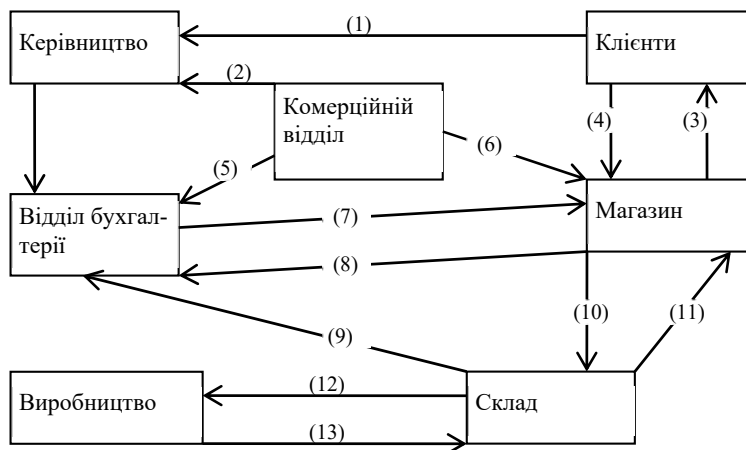 Керівництво
(1)
Клієнти
(2)
Комерційній
відділ
(4)
(3)
(6)
(5)
Відділ бухгал-
терії
(7)
Магазин
(8)
(10)
(11)
(9)
Виробництво
(12)
Склад
(13)